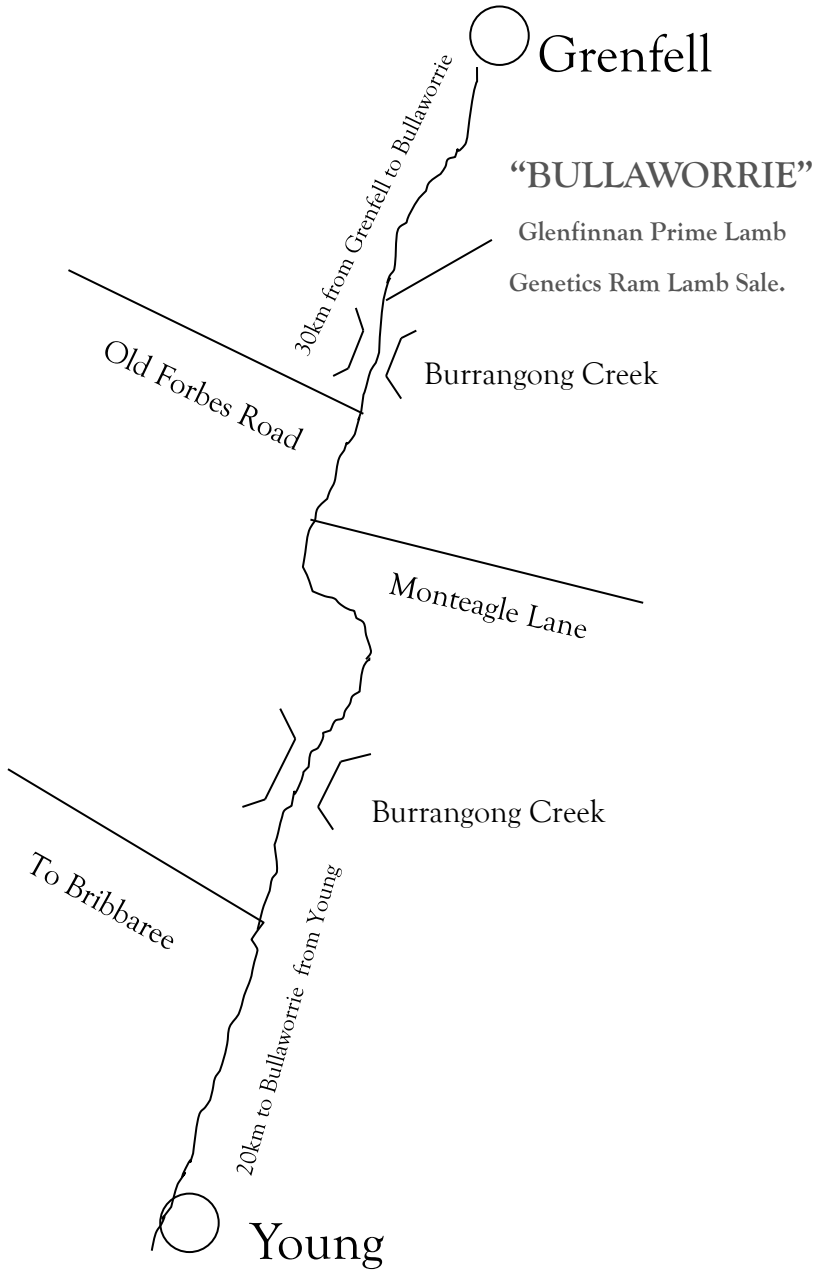 Grenfell
30km from Grenfell to Bullaworrie
“BULLAWORRIE”
Glenfinnan Prime Lamb
Genetics Ram Lamb Sale.
Old Forbes Road
Burrangong Creek
Monteagle Lane
Burrangong Creek
To Bribbaree
20km to Bullaworrie from Young
Young